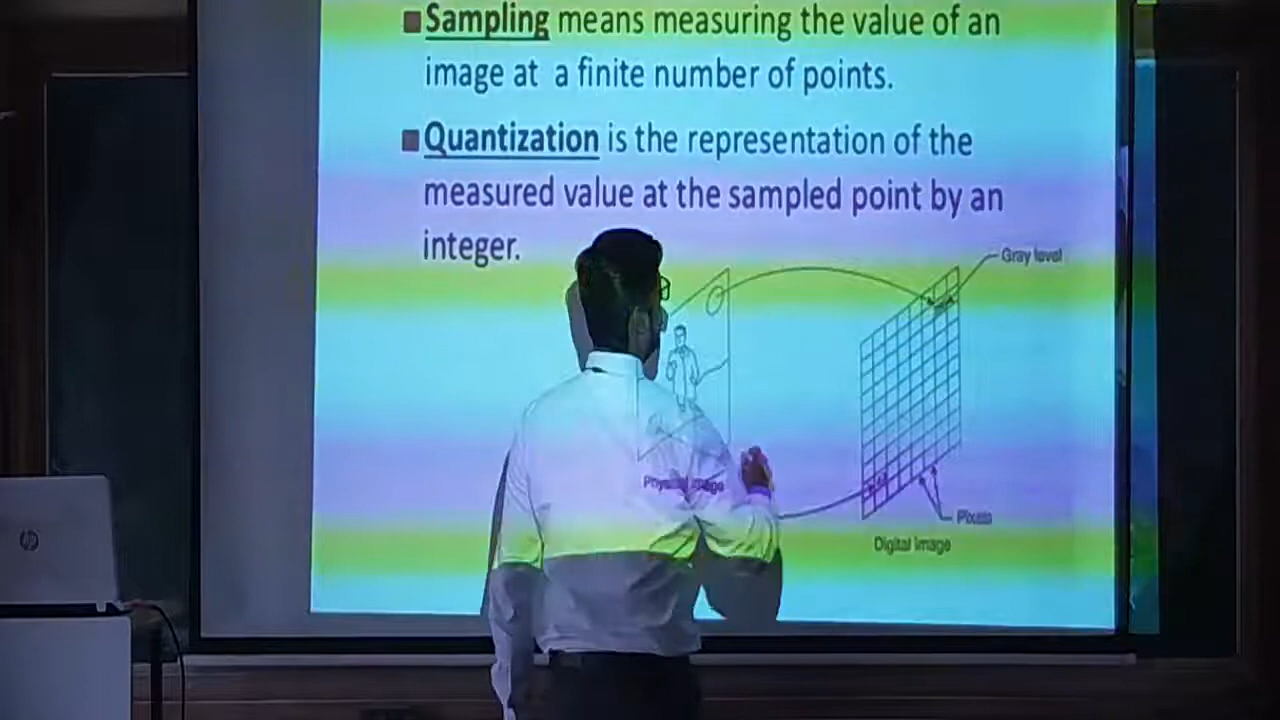 Sampling means measuring the value of an
image at a finite number of points.
Quantization is the representation of the
measured value at the sampled point by an
integer.
Gray level
Physical Image
Pixels
Digital Image
hp